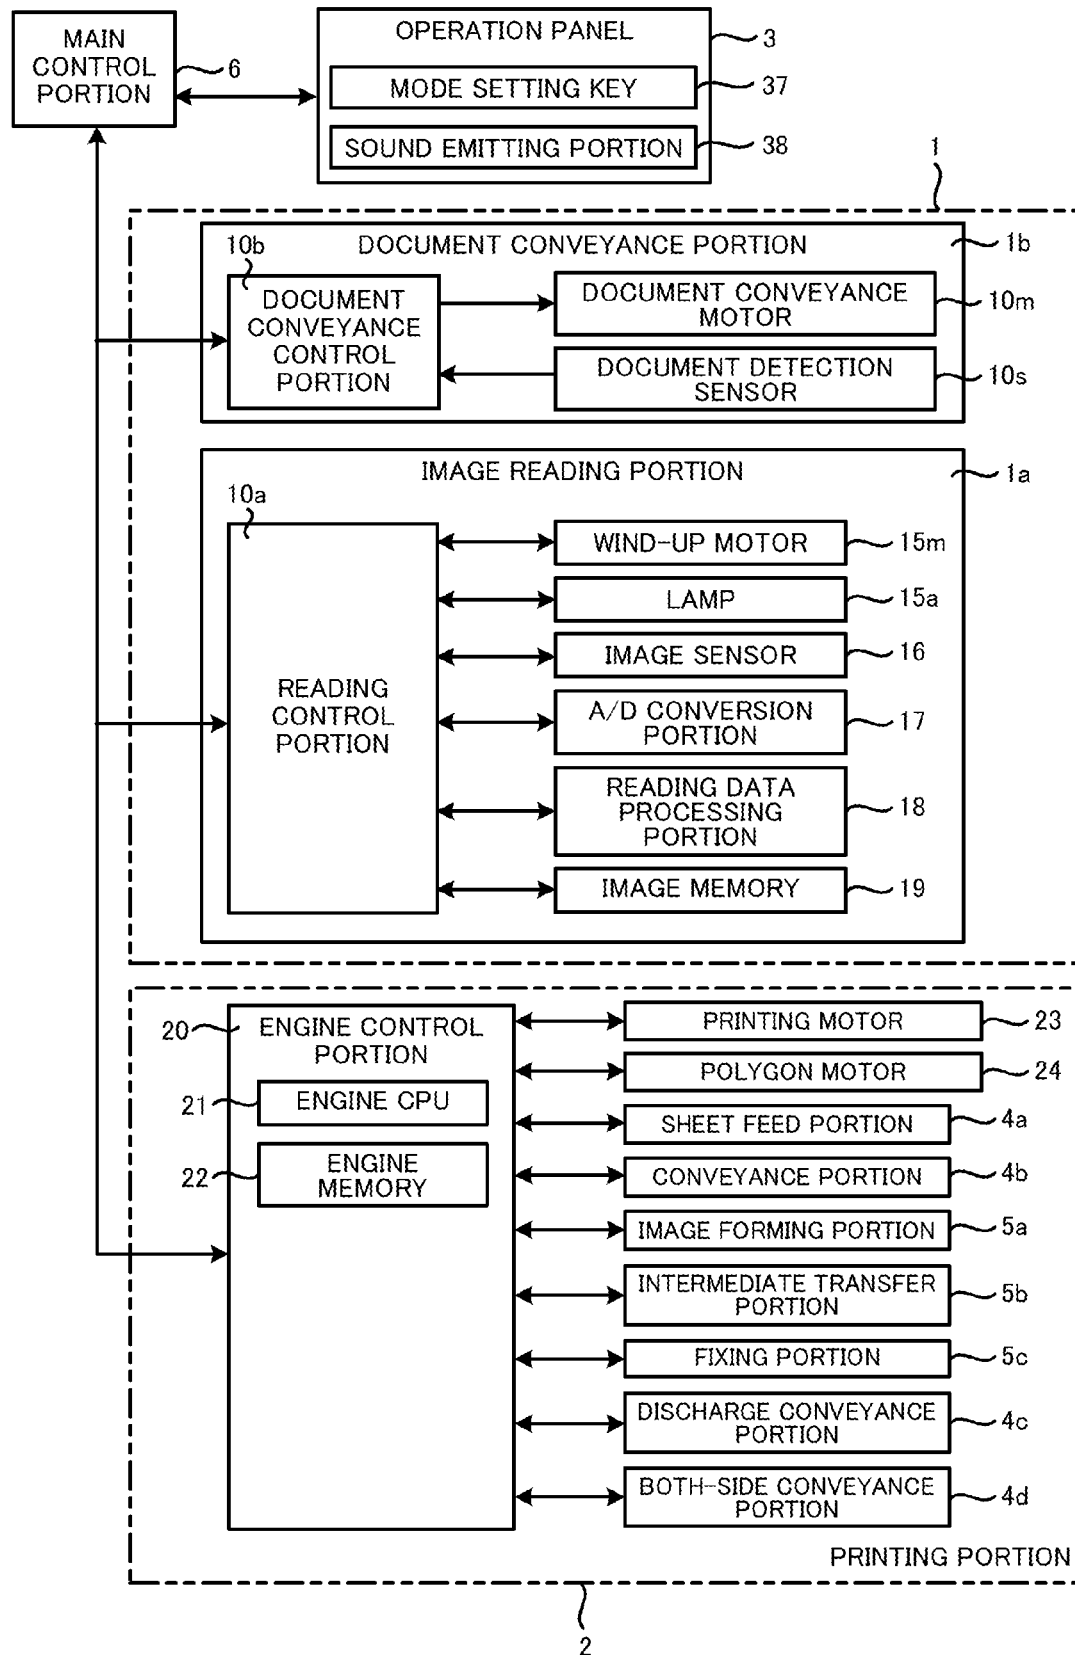 MAIN
CONTROL
PORTION
6
OPERATION PANEL
3
MODE SETTING KEY
37
SOUND EMITTING PORTION
38
1
DOCUMENT CONVEYANCE PORTION
1b
10b
DOCUMENT
CONVEYANCE
CONTROL
PORTION
DOCUMENT CONVEYANCE
MOTOR
10m
DOCUMENT DETECTION
SENSOR
10s
IMAGE READING PORTION
1a
10a
READING
CONTROL
PORTION
WIND-UP MOTOR
15m
LAMP
15a
IMAGE SENSOR
16
A/D CONVERSION
PORTION
17
READING DATA
PROCESSING
PORTION
18
IMAGE MEMORY
19
20
ENGINE CONTROL
PORTION
21
ENGINE CPU
22
ENGINE
MEMORY
PRINTING MOTOR
23
POLYGON MOTOR
24
SHEET FEED PORTION
4a
CONVEYANCE PORTION
4b
IMAGE FORMING PORTION
5a
INTERMEDIATE TRANSFER
PORTION
5b
FIXING PORTION
5c
DISCHARGE CONVEYANCE
PORTION
4c
BOTH-SIDE CONVEYANCE
PORTION
4d
PRINTING PORTION
2